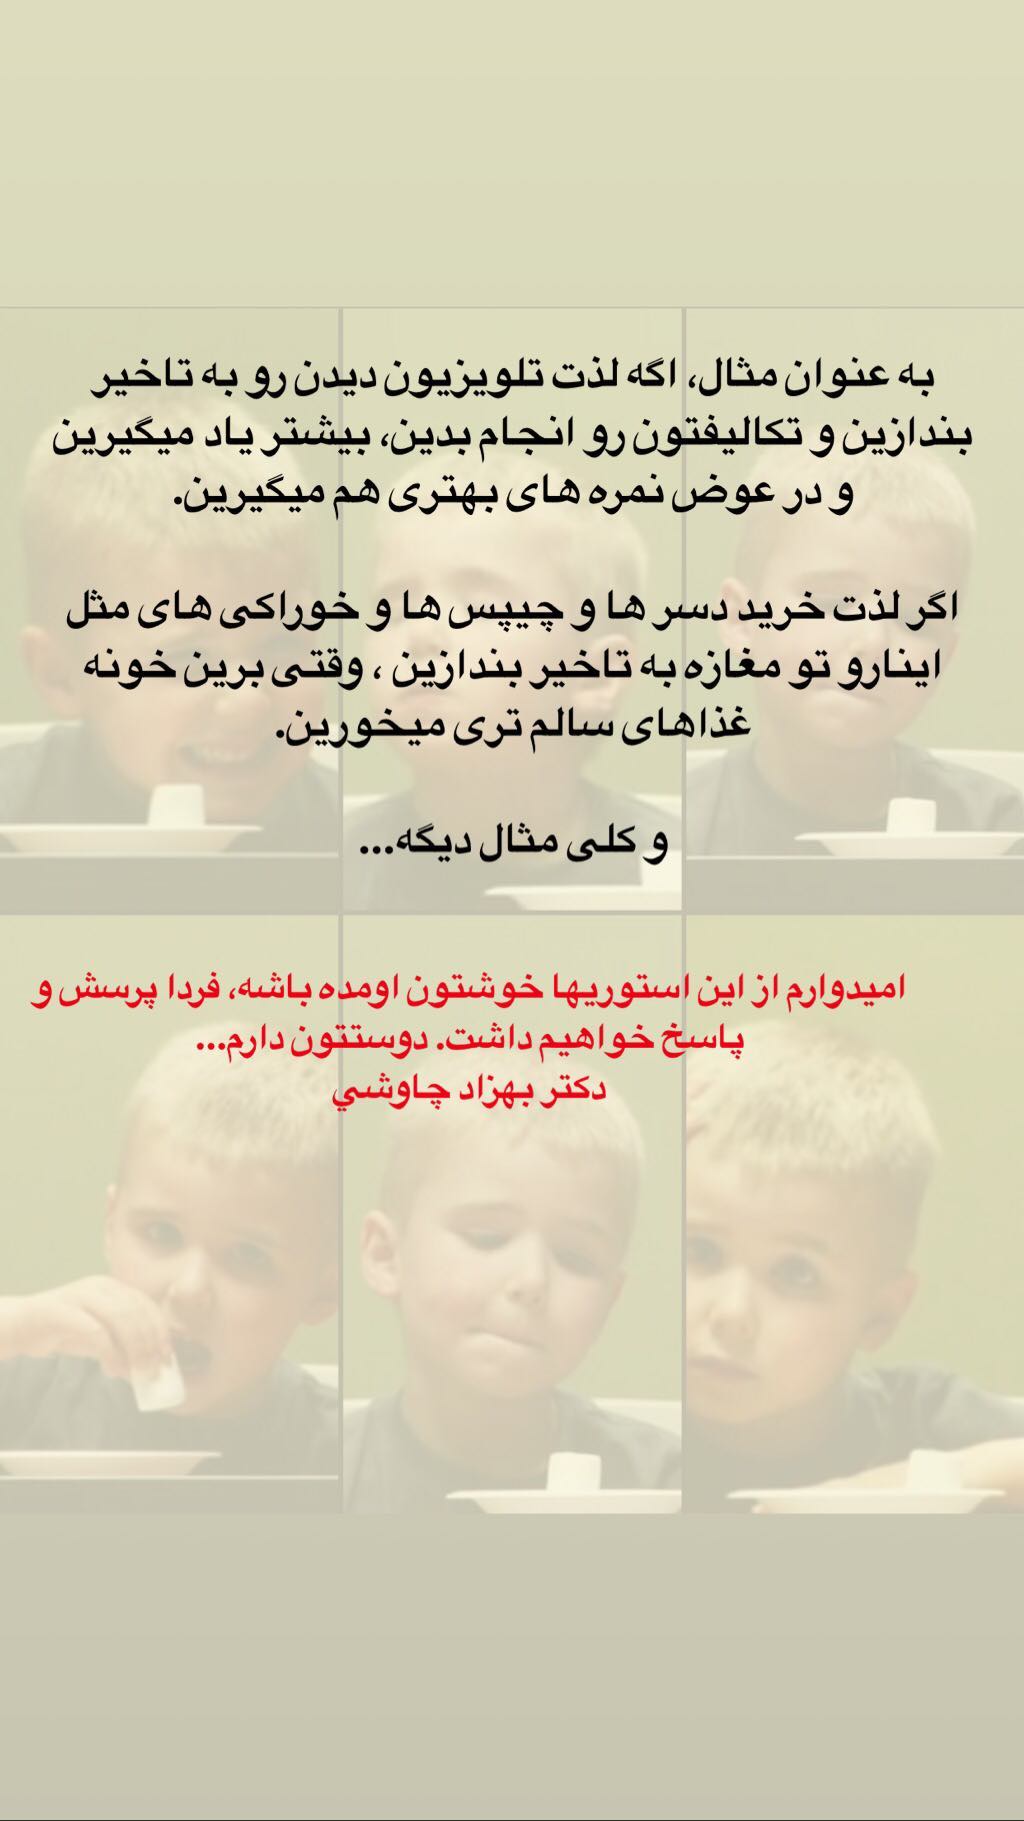 به عنوان مثال، اگه لذت تلویزیون دیدن رو به تاخیر
بندازین و تکالیفتون رو انجام بدین، بیشتر یاد میگیرین
و در عوض نمره های بهتری هم میگیرین.
اگر لذت خرید دسر ها و چیپس ها و خوراکی های مثل
اینارو تو مغازه به تاخیر بندازین ، وقتی برین خونه
غذاهای سالم تری میخورین.
و کلی مثال دیگه...
امیدوارم از این استوریها خوشتون اومده باشه، فردا پرسش و
پاسخ خواهیم داشت. دوستتون دارم...
دکتر بهزاد چاوشي